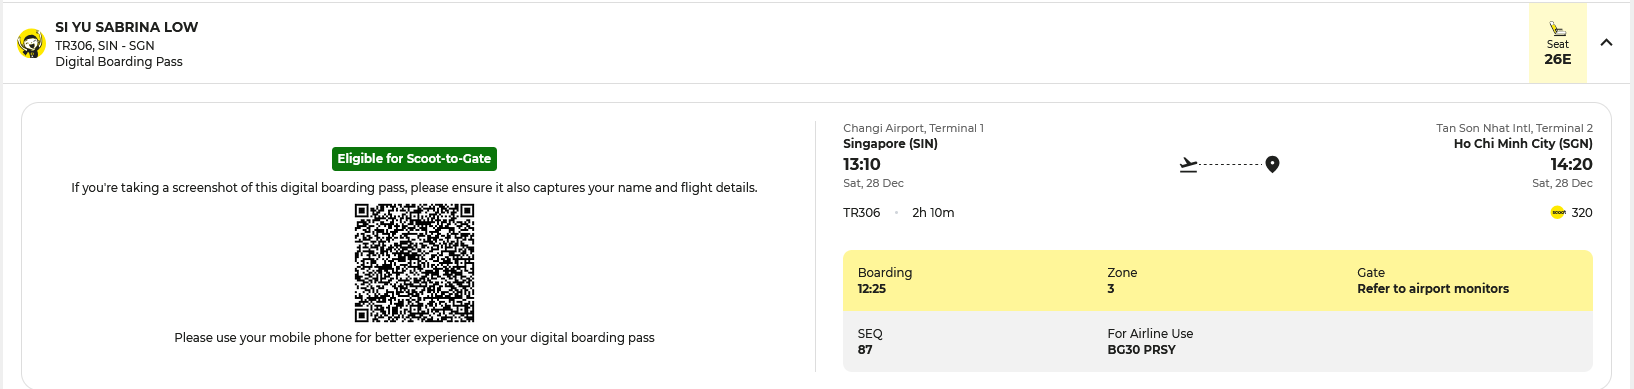 SI YU SABRINA LOW
TR306, SIN - SGN
Digital Boarding Pass
Seat
26E
Eligible for Scoot-to-Gate
If you're taking a screenshot of this digital boarding pass, please ensure it also captures your name and flight details.
Please use your mobile phone for better experience on your digital boarding pass
Changi Airport, Terminal 1
Singapore (SIN)
13:10
Sat, 28 Dec
Tan Son Nhat Intl, Terminal 2
Ho Chi Minh City (SGN)
14:20
Sat, 28 Dec
TR306 • 2h 10m
scoot 320
Boarding
12:25
Zone
3
Gate
Refer to airport monitors
SEQ
87
For Airline Use
BG30 PRSY